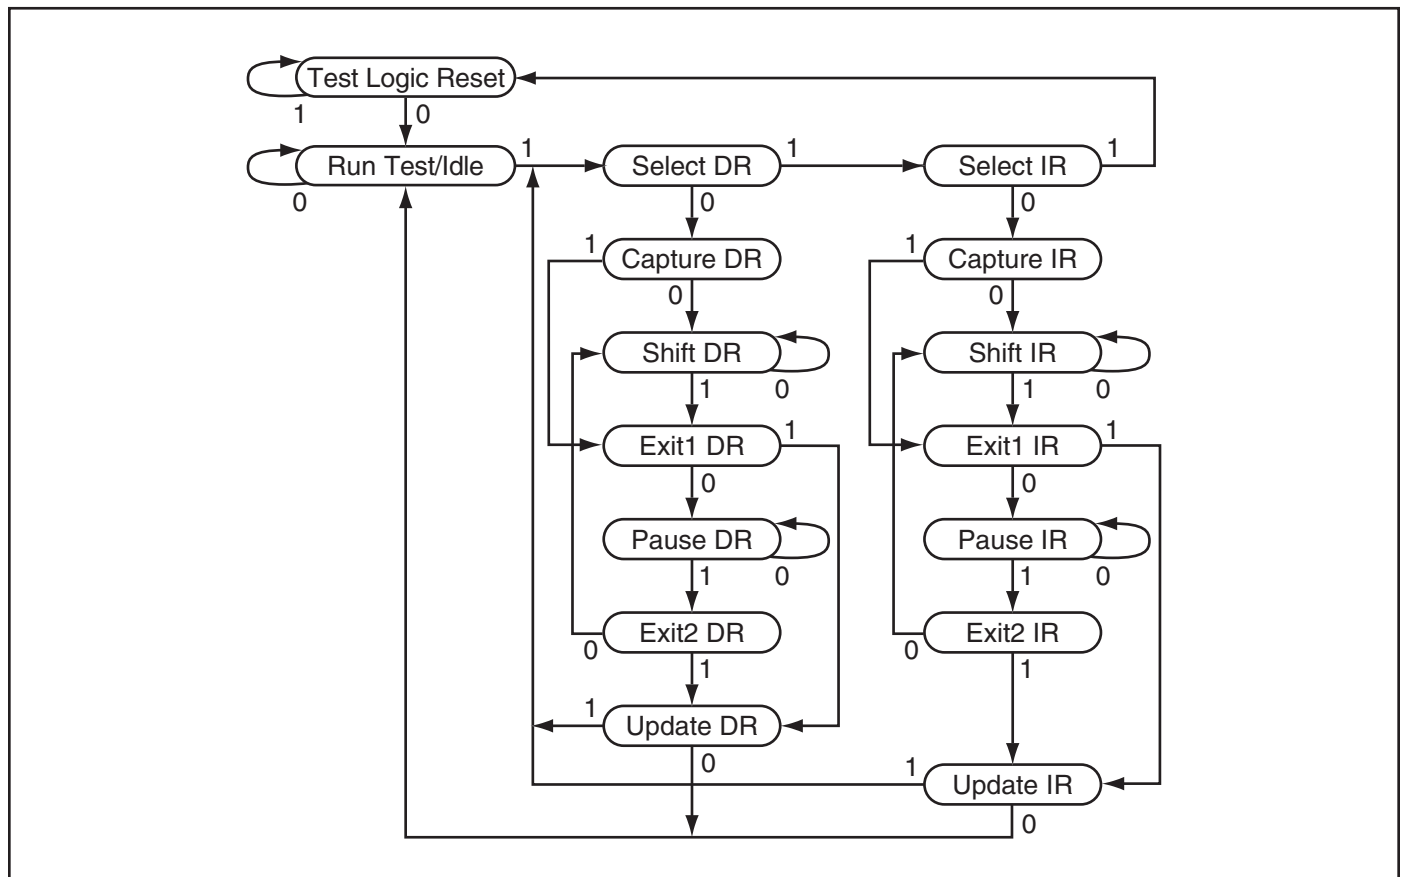 Test Logic Reset
1
0
Run Test/Idle
1
0
Select DR
1
0
Select IR
1
0
1
Capture DR
0
1
Capture IR
0
Shift DR
1
0
Shift IR
1
0
Exit1 DR
1
0
Exit1 IR
1
0
Pause DR
1
0
Pause IR
1
0
Exit2 DR
0
1
Exit2 IR
0
1
1
Update DR
0
1
Update IR
0